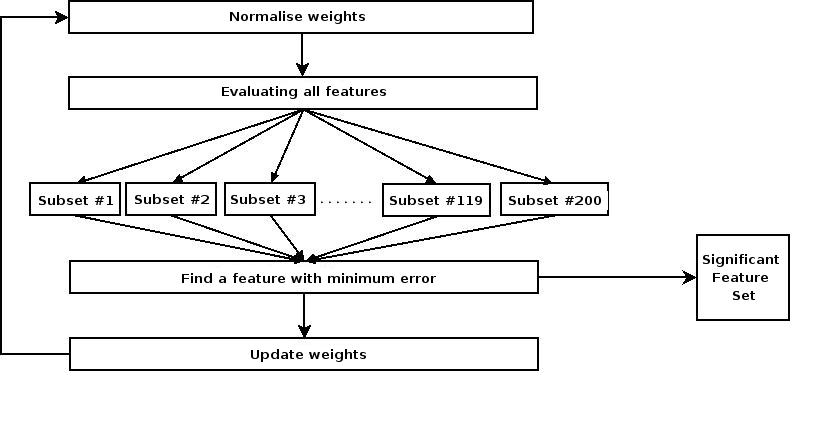 Normalise weights
Evaluating all features
Subset #1 Subset #2 Subset #3 ....... Subset #119 Subset #200
Find a feature with minimum error
Significant
Feature
Set
Update weights